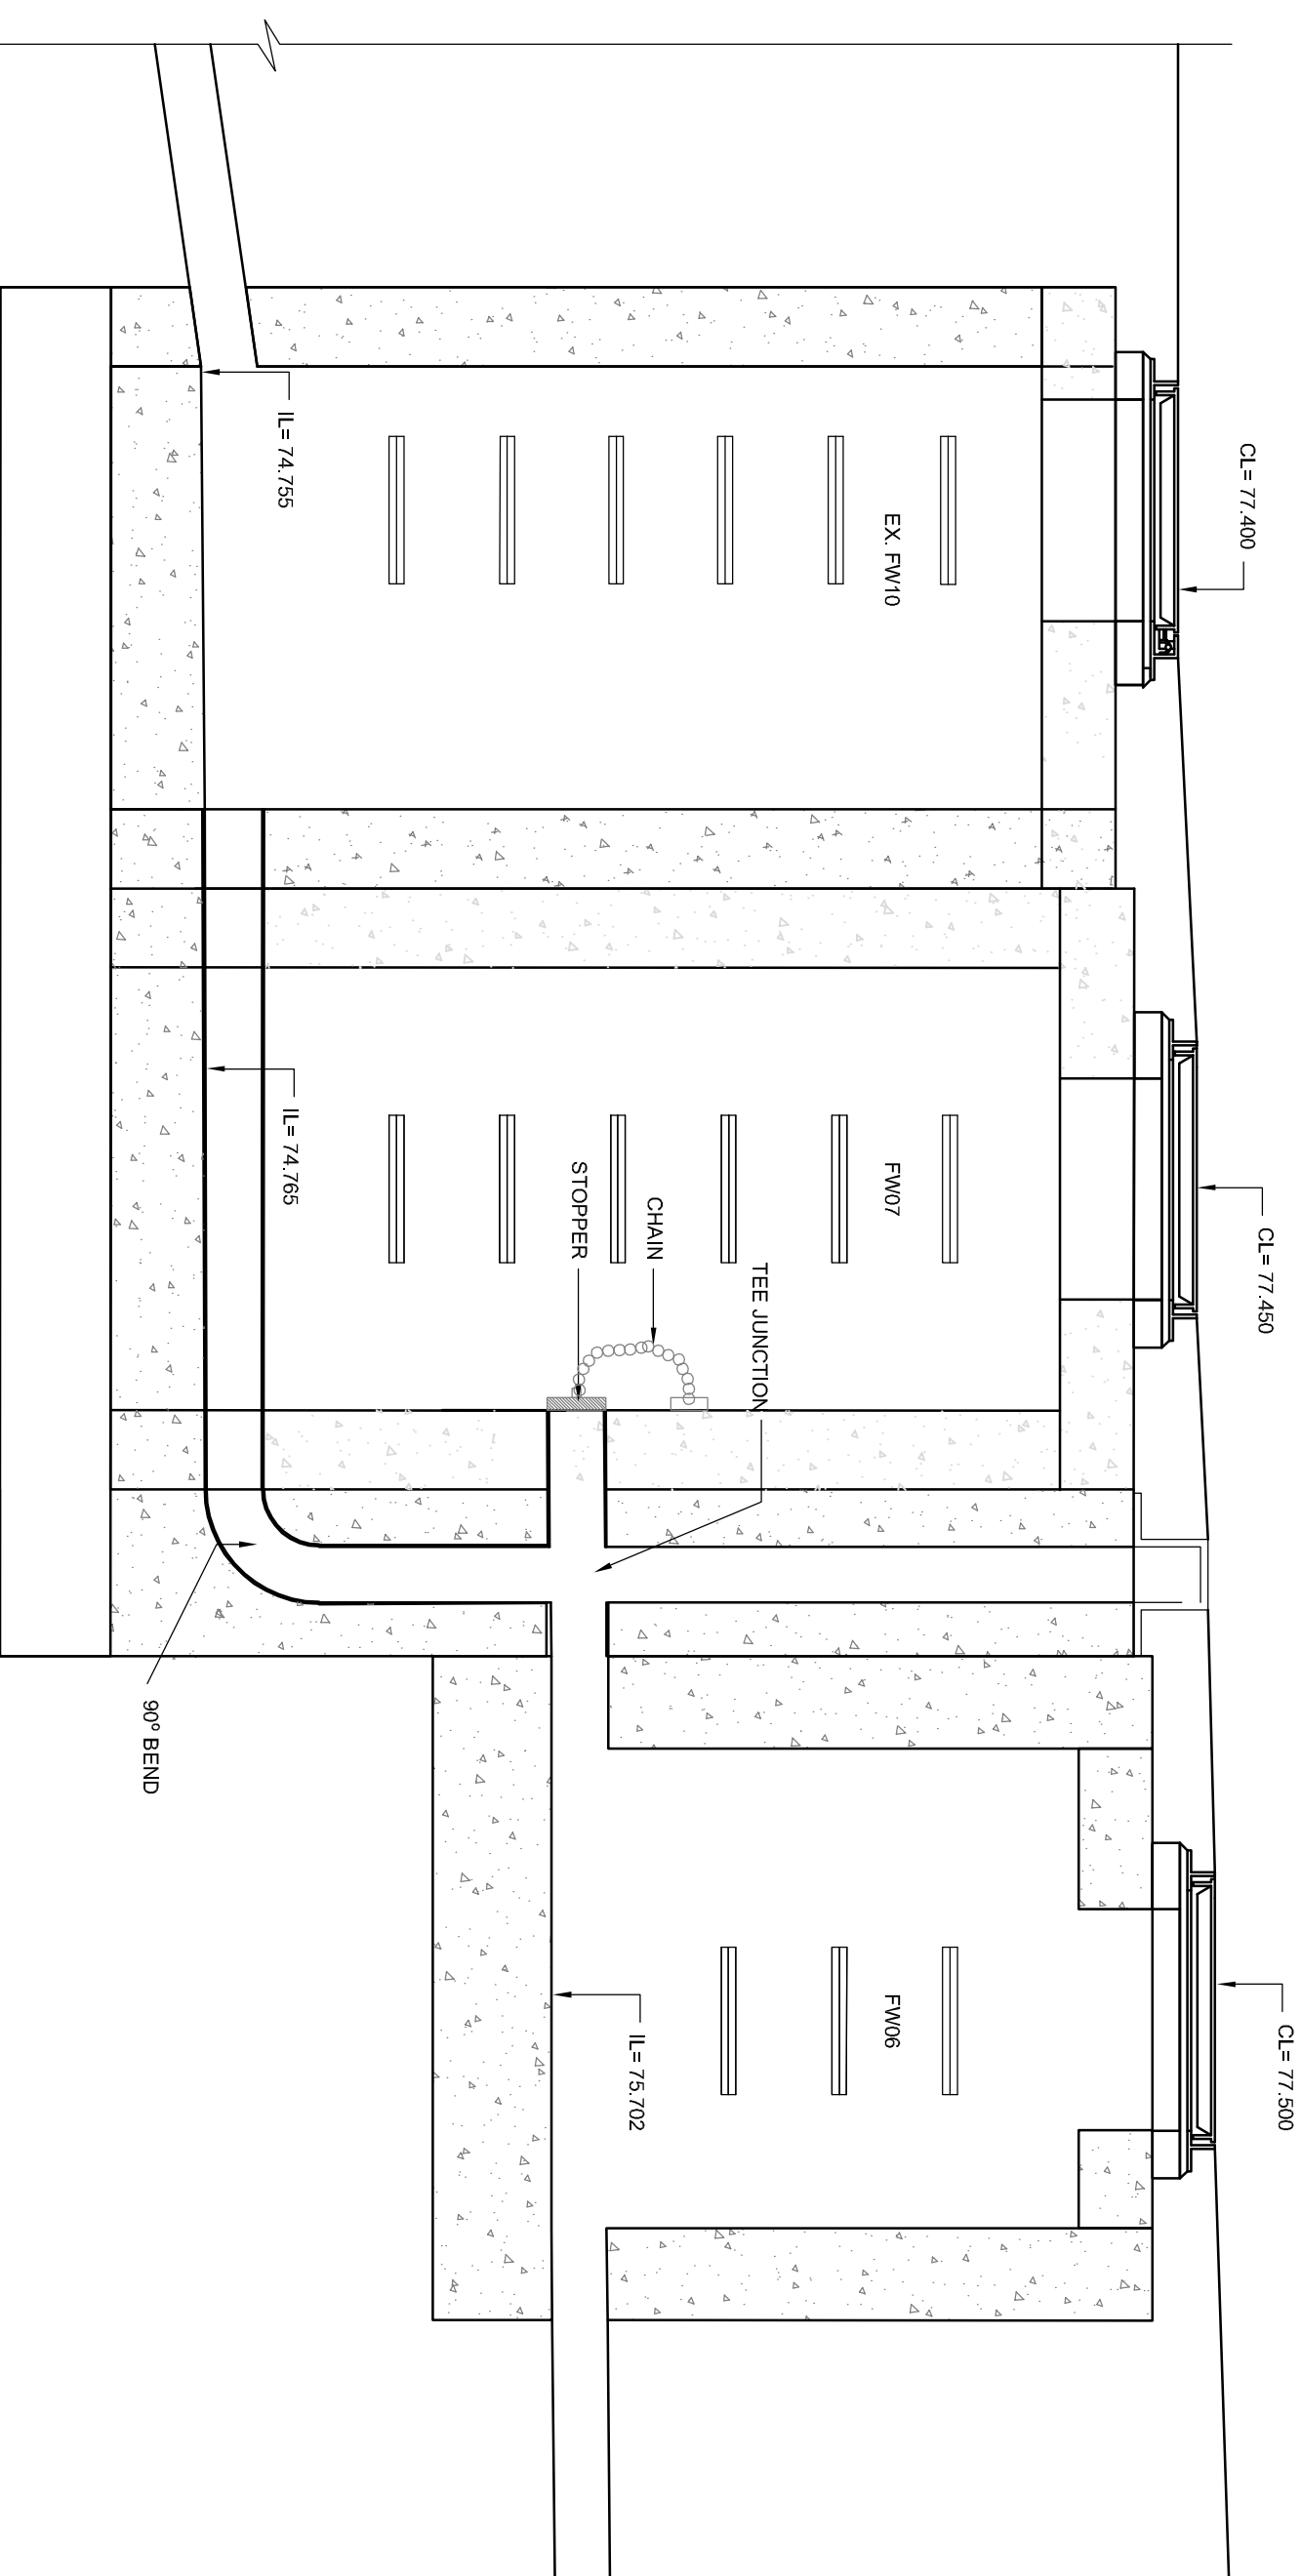 CL= 77.400
CL= 77.450
CL= 77.500
EX. FW10
FW07
FW06
TEE JUNCTION
CHAIN
STOPPER
IL= 75.702
IL= 74.755
IL= 74.765
90º BEND